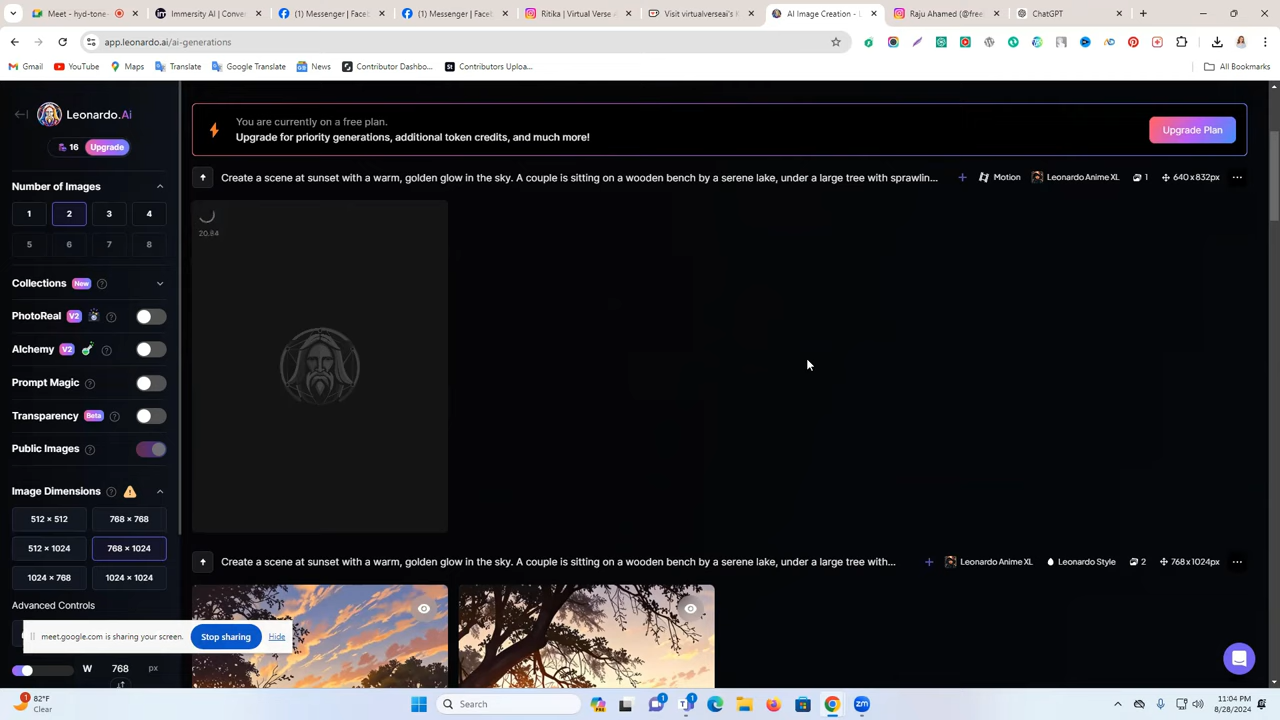 Meet - hyd-tone-
Immersity AI | Conver
(1) Messenger | Faceb
(2) Messenger | Faceb
Ritika | Virtual Verse - A
Visit virtualverseai's In
AI Image Creation - L
Raju Ahamed (@free
ChatGPT
app.leonardo.ai/ai-generations
Gmail
YouTube
Maps
Translate
Google Translate
News
Contributor Dashbo...
Contributors Uploa...
All Bookmarks
Leonardo.Ai
16
Upgrade
Number of Images
1
2
3
4
5
6
7
8
Collections New
PhotoReal V2
Alchemy V2
Prompt Magic
Transparency Beta
Public Images
Image Dimensions
512 × 512
768 × 768
512 × 1024
768 × 1024
1024 × 768
1024 × 1024
Advanced Controls
W 768 px
You are currently on a free plan.
Upgrade for priority generations, additional token credits, and much more!
Upgrade Plan
Create a scene at sunset with a warm, golden glow in the sky. A couple is sitting on a wooden bench by a serene lake, under a large tree with sprawlin...
Motion
Leonardo Anime XL
1
640 x 832px
20.84
Create a scene at sunset with a warm, golden glow in the sky. A couple is sitting on a wooden bench by a serene lake, under a large tree with...
Leonardo Anime XL
Leonardo Style
2
768 x 1024px
meet.google.com is sharing your screen.
Stop sharing
Hide
82°F
Clear
Search
11:04 PM
8/28/2024